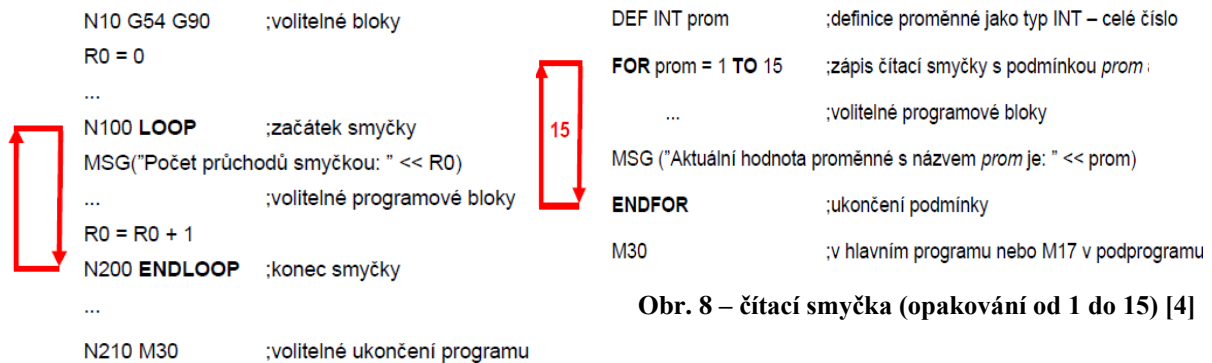 N10 G54 G90 ;volitelné bloky
R0 = 0
...
N100 LOOP ;začátek smyčky
MSG("Počet průchodů smyčkou: " << R0)
... ;volitelné programové bloky
R0 = R0 + 1
N200 ENDLOOP ;konec smyčky
...
N210 M30 ;volitelné ukončení programu
DEF INT prom ;definice proměnné jako typ INT – celé číslo
15
FOR prom = 1 TO 15 ;zápis čítací smyčky s podmínkou prom
... ;volitelné programové bloky
MSG ("Aktuální hodnota proměnné s názvem prom je: " << prom)
ENDFOR ;ukončení podmínky
M30 ;v hlavním programu nebo M17 v podprogramu
Obr. 8 – čítací smyčka (opakování od 1 do 15) [4]